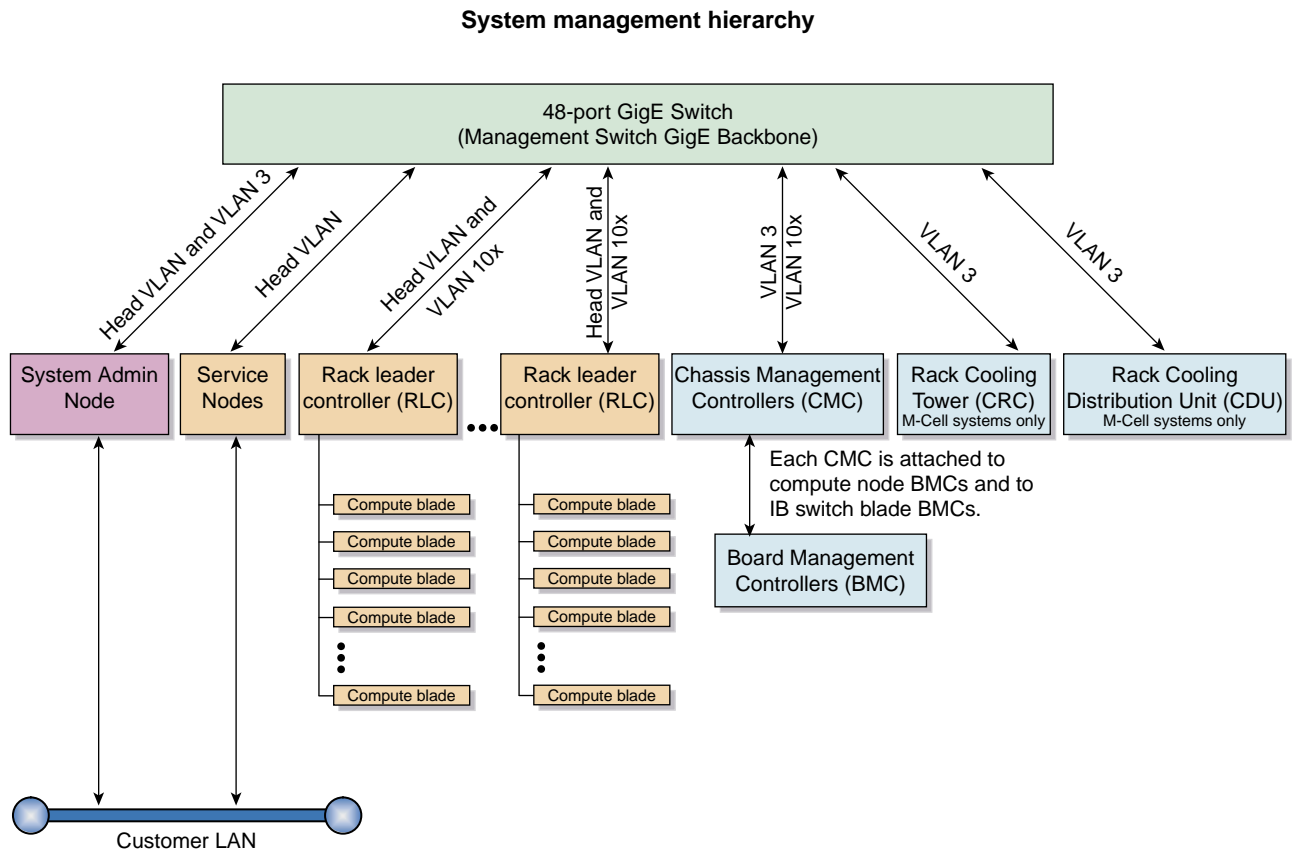 System management hierarchy
48-port GigE Switch
(Management Switch GigE Backbone)
Head VLAN and VLAN 3
Head VLAN
Head VLAN and
VLAN 10x
Head VLAN and
VLAN 10x
VLAN 3
VLAN 10x
VLAN 3
VLAN 3
System Admin
Node
Service
Nodes
Rack leader
controller (RLC)
Rack leader
controller (RLC)
Chassis Management
Controllers (CMC)
Rack Cooling
Tower (CRC)
M-Cell systems only
Rack Cooling
Distribution Unit (CDU)
M-Cell systems only
Each CMC is attached to
compute node BMCs and to
IB switch blade BMCs.
Compute blade
Compute blade
Compute blade
Compute blade
Compute blade
Compute blade
Compute blade
Compute blade
Compute blade
Compute blade
Board Management
Controllers (BMC)
Customer LAN